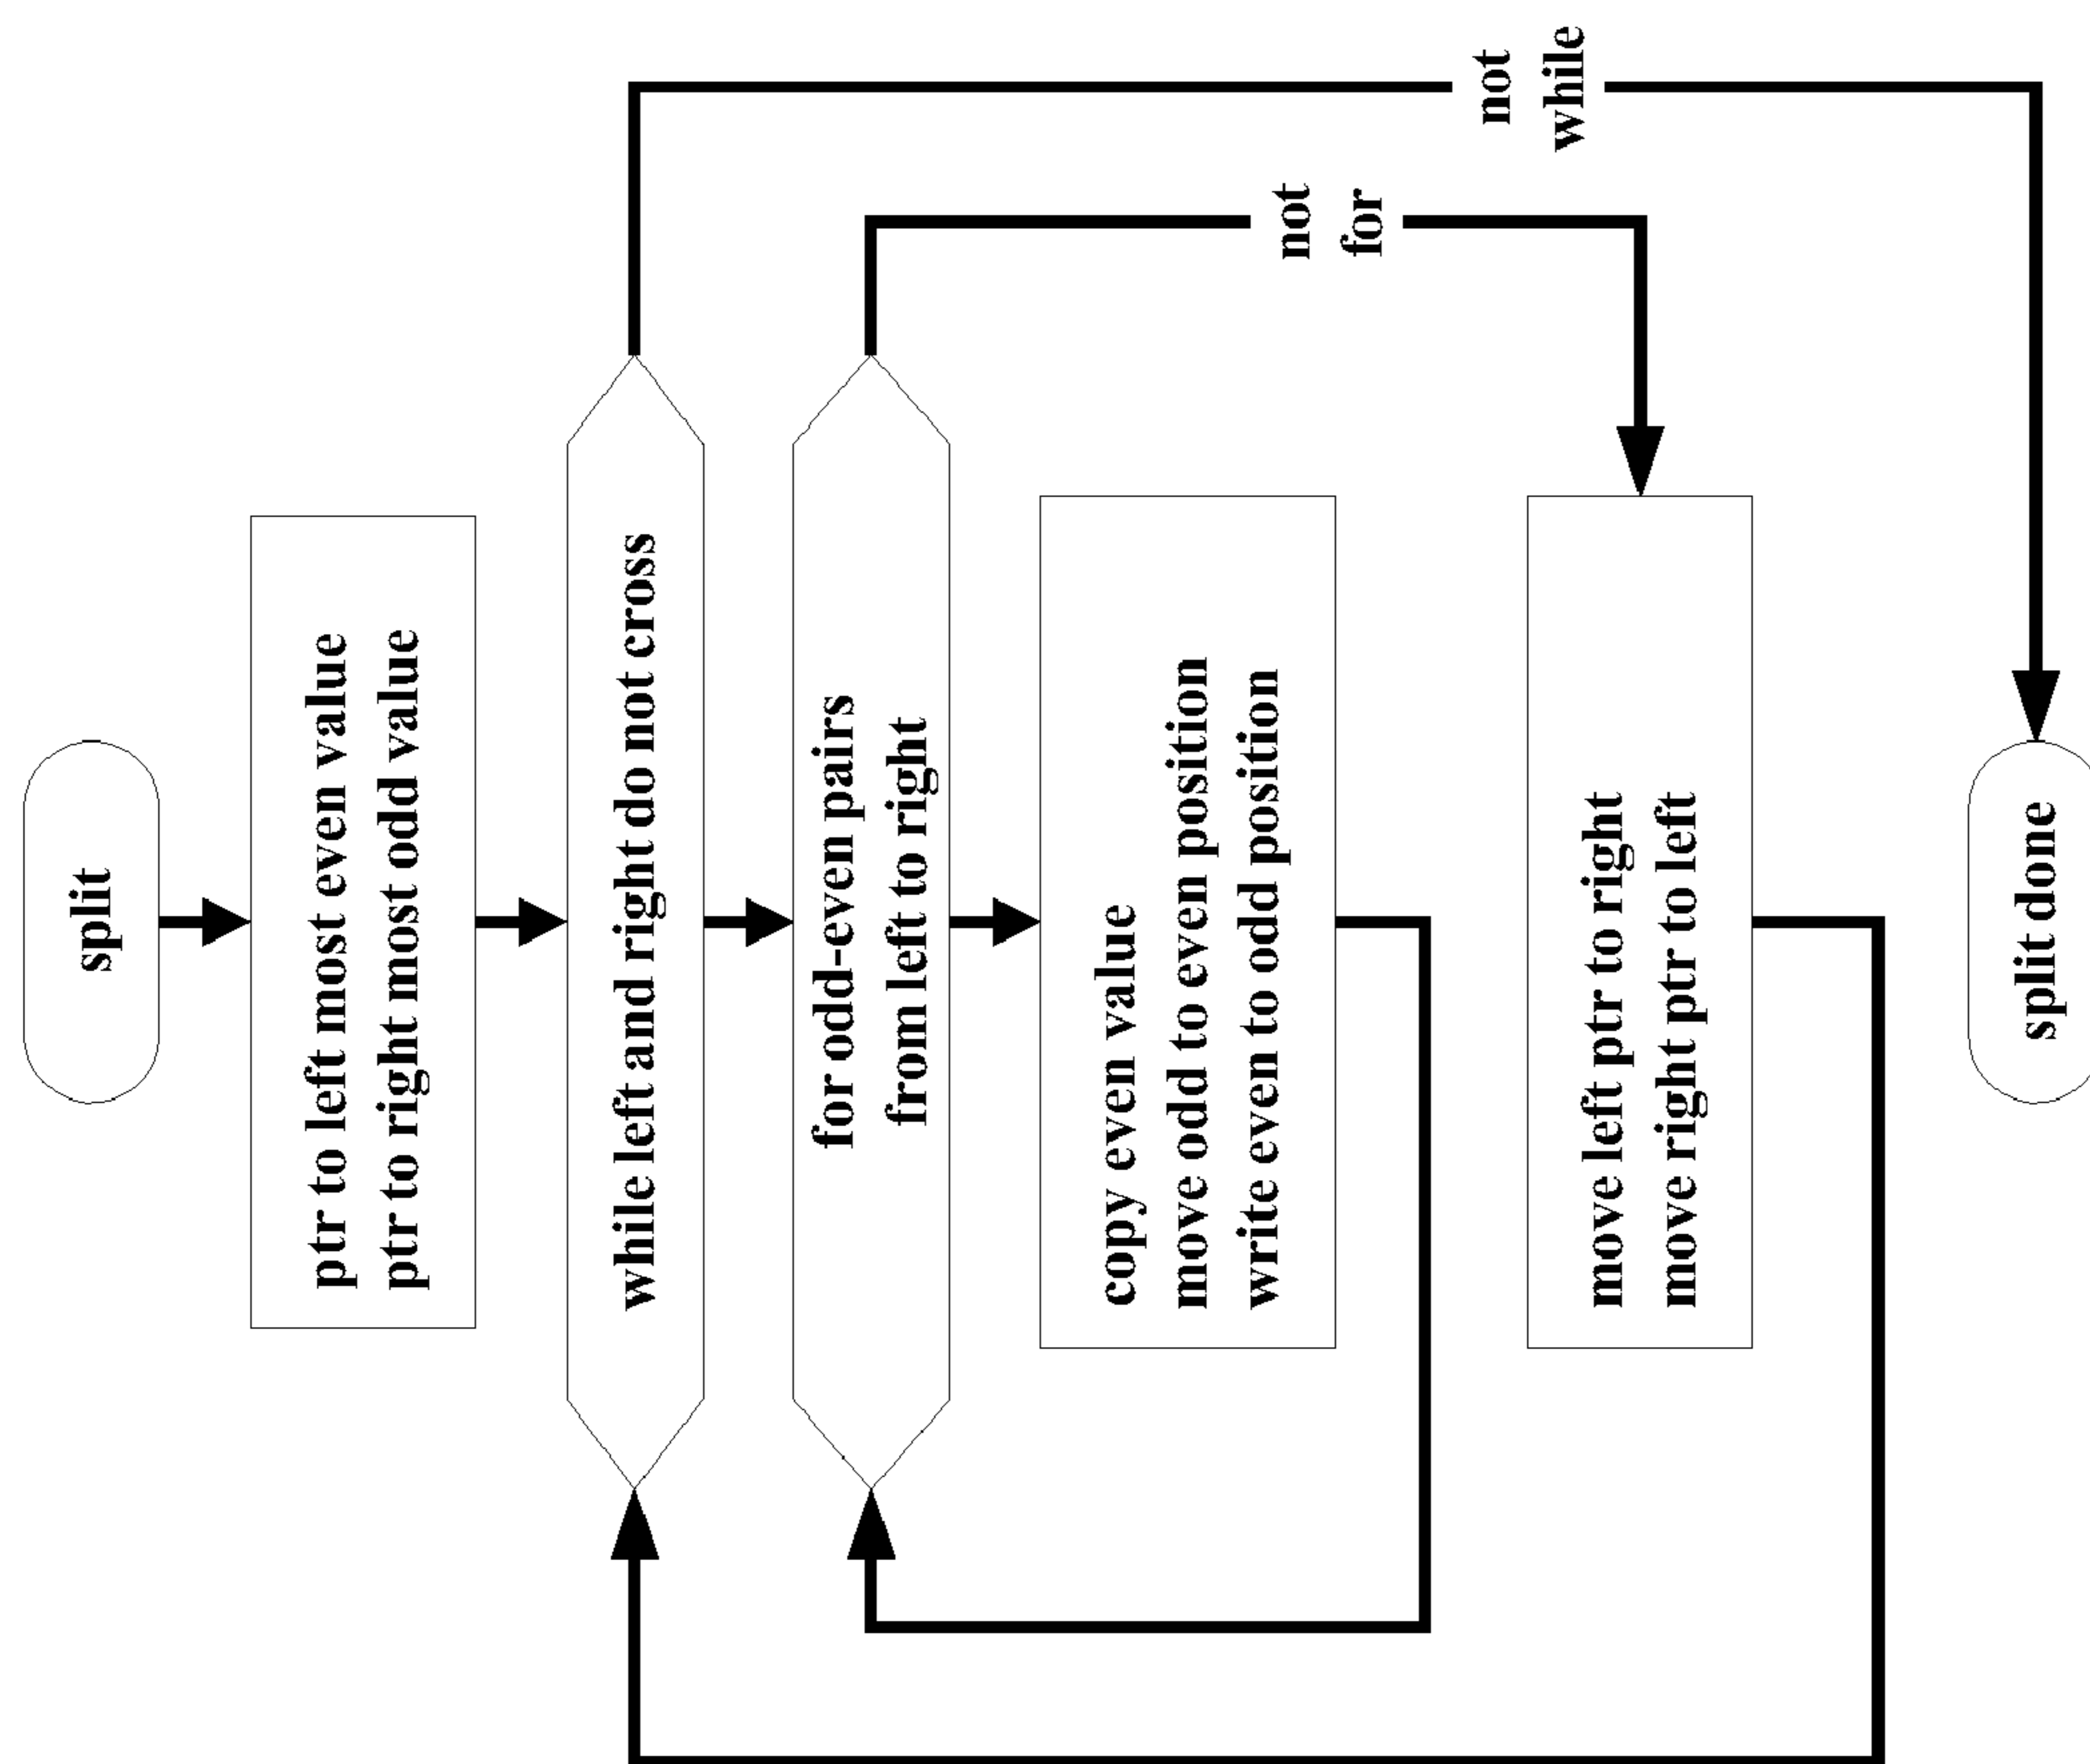 split
ptr to left most even value
ptr to right most odd value
while left and right do not cross
for odd-even pairs
from left to right
copy even value
move odd to even position
write even to odd position
not
for
move left ptr to right
move right ptr to left
not
while
split done